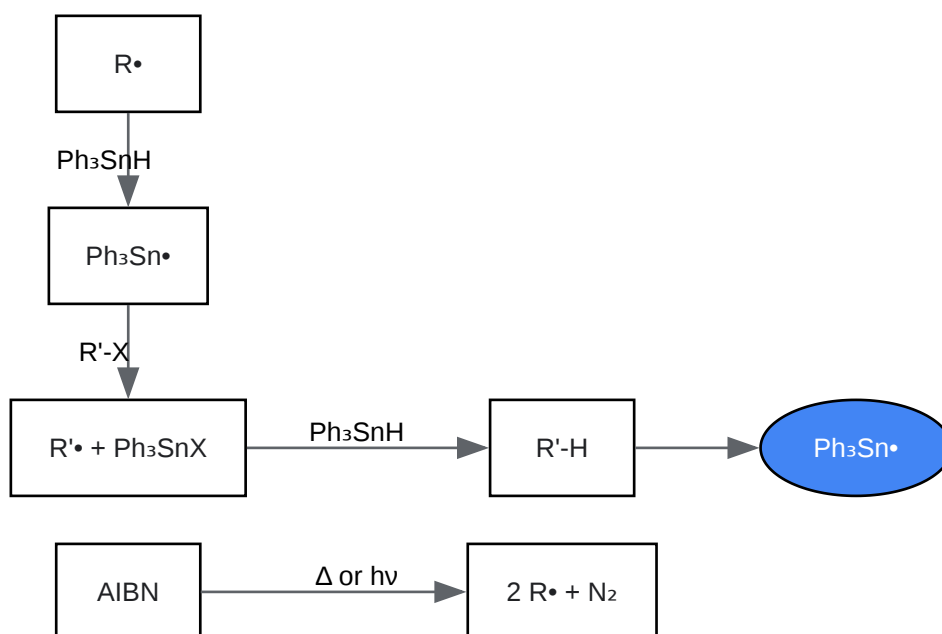 R•
Ph₃SnH
Ph₃Sn•
R'-X
R'• + Ph₃SnX
Ph₃SnH
R'-H
Ph₃Sn•
AIBN
Δ or hν
2 R• + N₂